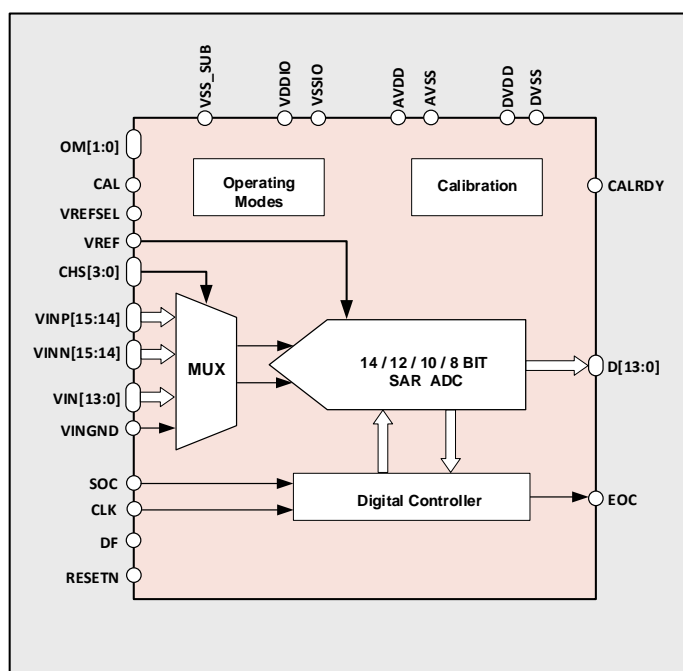 VSS_SUB
VDDIO
VSSIO
AVDD
AVSS
DVDD
DVSS
OM[1:0]
CAL
VREFSEL
VREF
CHS[3:0]
VINP[15:14]
VINN[15:14]
VIN[13:0]
VINGND
SOC
CLK
DF
RESETN
Operating
Modes
Calibration
CALRDY
MUX
14 / 12 / 10 / 8 BIT
SAR ADC
D[13:0]
Digital Controller
EOC